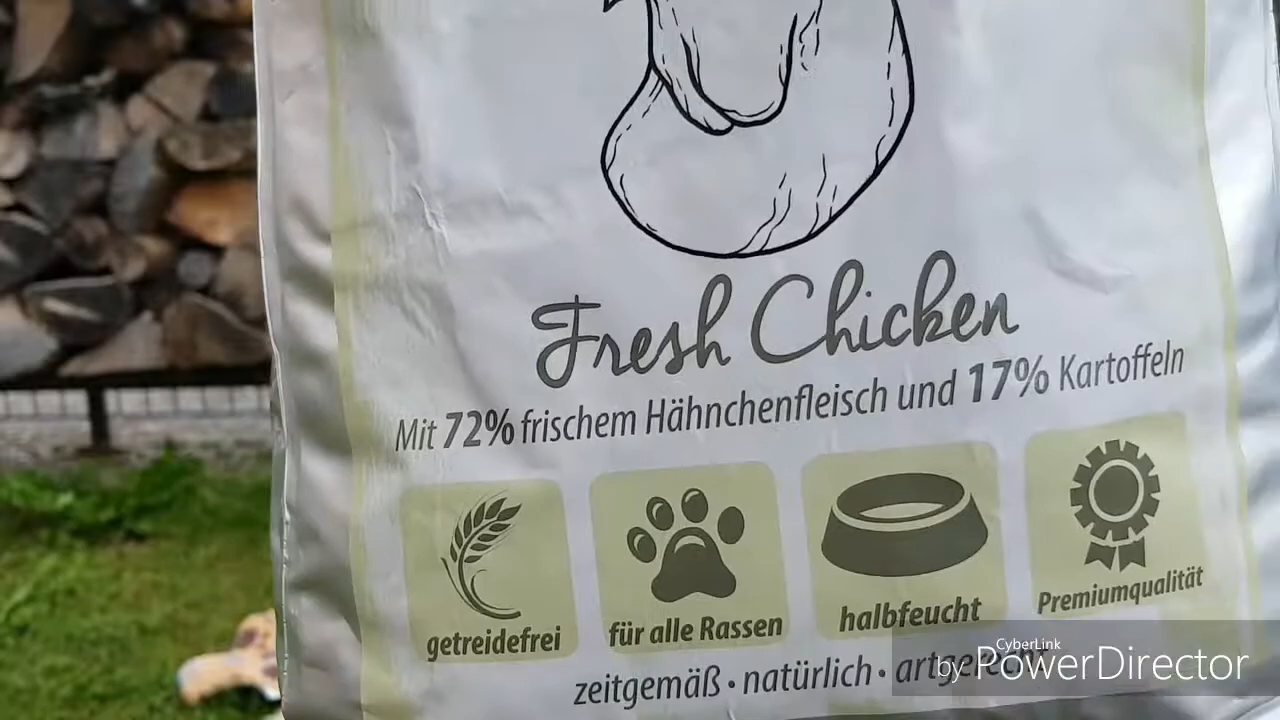 Fresh Chicken
Mit 72% frischem Hähnchenfleisch und 17% Kartoffeln
getreidefrei
für alle Rassen
halbfeucht
Premiumqualität
zeitgemäß • natürlich •
CyberLink
by PowerDirector